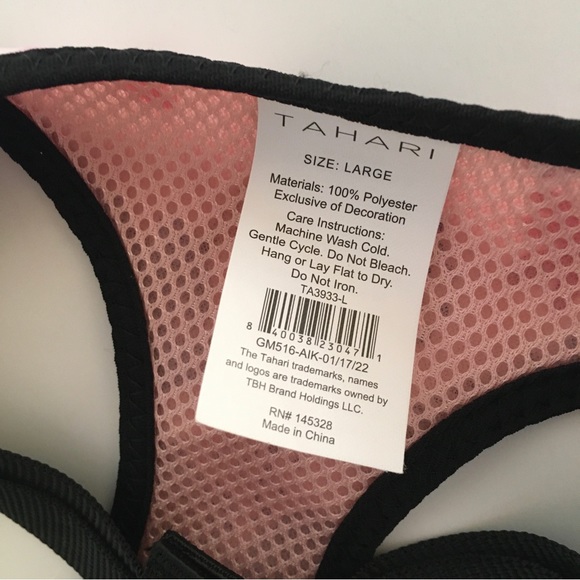 TAHARI
SIZE: LARGE
Materials: 100% Polyester
Exclusive of Decoration
Care Instructions:
Machine Wash Cold.
Gentle Cycle. Do Not Bleach.
Hang or Lay Flat to Dry.
Do Not Iron.
TA3933-L
8 40038 23047 1
GM516-AIK-01/17/22
The Tahari trademarks, names
and logos are trademarks owned by
TBH Brand Holdings LLC.
RN# 145328
Made in China